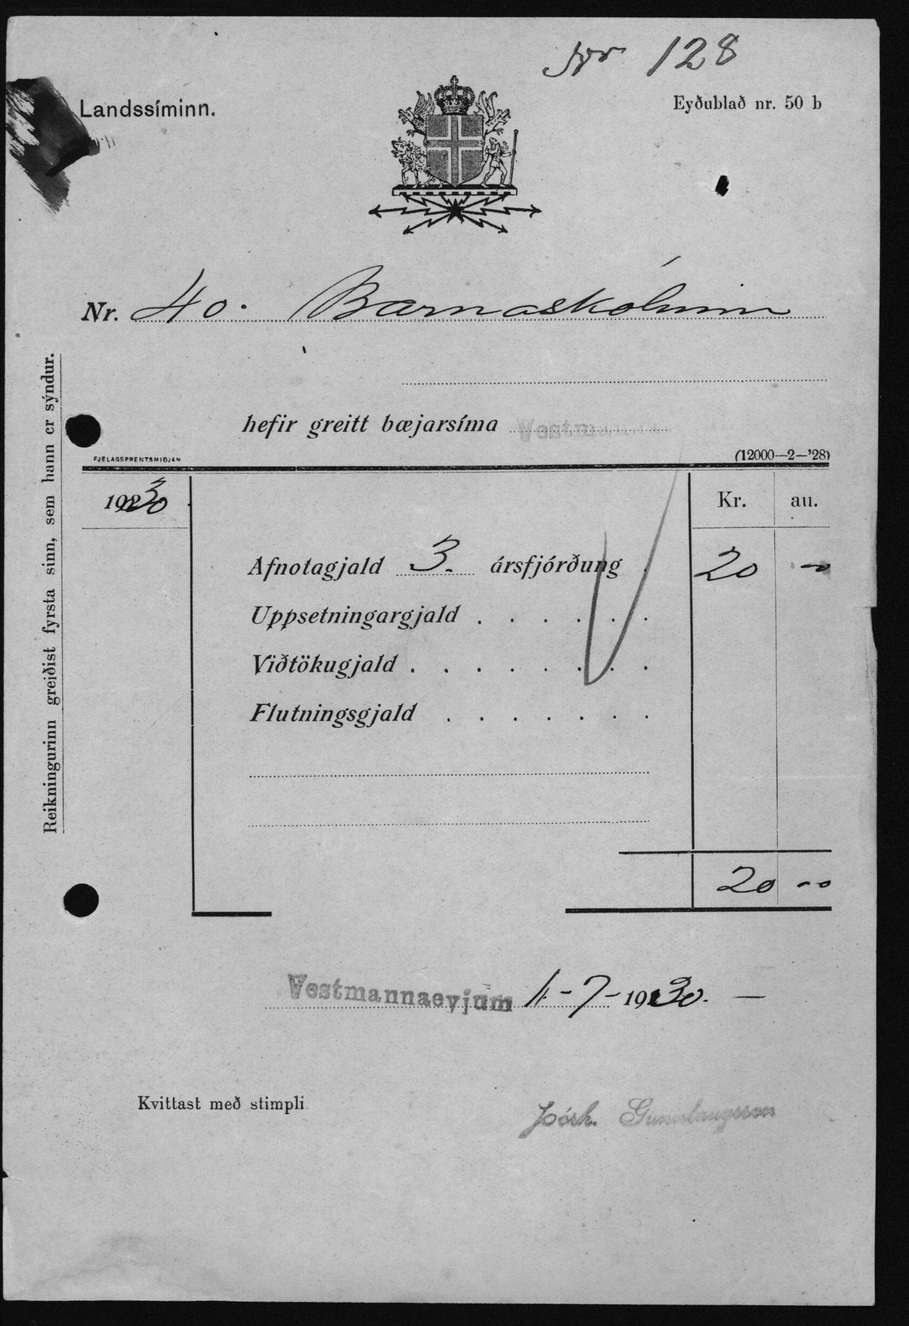 Nr 128
Landssíminn.
Eyðublað nr. 50 b
Nr. 40. Barnaskólinn
hefir greitt bæjarsíma Vestm
FJELAGSPRENTSMIÐJAN
(12000—2—'28)
1930
Kr. au.
Afnotagjald 3. ársfjórðung . 20 --
Uppsetningargjald . . . . . .
Viðtökugjald . . . . . . . .
Flutningsgjald . . . . . . .
20 --
Vestmannaeyjum -7-1930. —
Kvittast með stimpli
Gunnlaugsson
Reikningurinn greiðist fyrsta sinn, sem hann er sýndur.